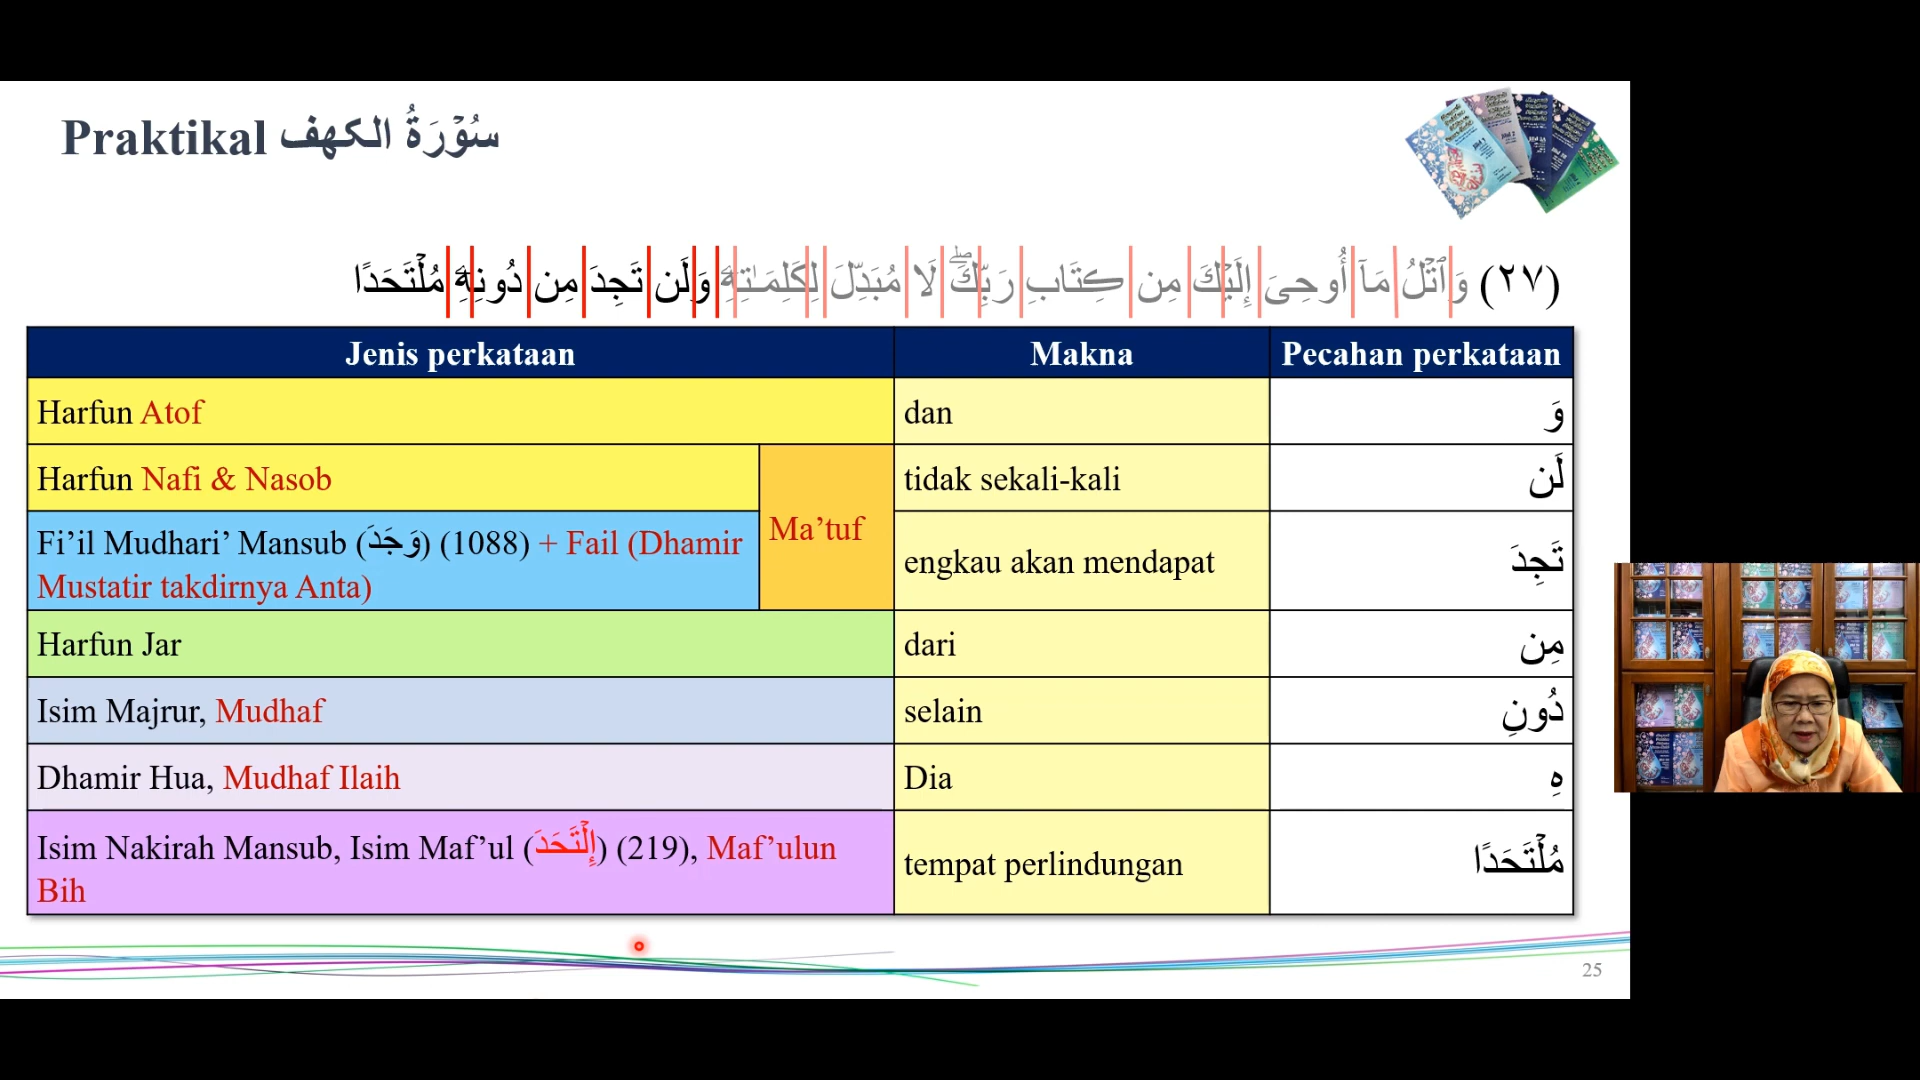 Praktikal سُوْرَةُ الكهف
(٢٧) وَٱتْلُ مَآ أُوحِىَ إِلَيْكَ مِن كِتَابِ رَبِّكَ ۖ لَا مُبَدِّلَ لِكَلِمَـٰتِهِۦ وَلَن تَجِدَ مِن دُونِهِۦ مُلْتَحَدًا
Jenis perkataan Makna Pecahan perkataan
Harfun Atof dan وَ
Harfun Nafi & Nasob tidak sekali-kali لَن
Ma’tuf
Fi’il Mudhari’ Mansub (وَجَدَ) (1088) + Fail (Dhamir
Mustatir takdirnya Anta) engkau akan mendapat تَجِدَ
Harfun Jar dari مِن
Isim Majrur, Mudhaf selain دُونِ
Dhamir Hua, Mudhaf Ilaih Dia هِ
Isim Nakirah Mansub, Isim Maf’ul (إِلْتَحَدَ) (219), Maf’ulun
Bih tempat perlindungan مُلْتَحَدًا
25